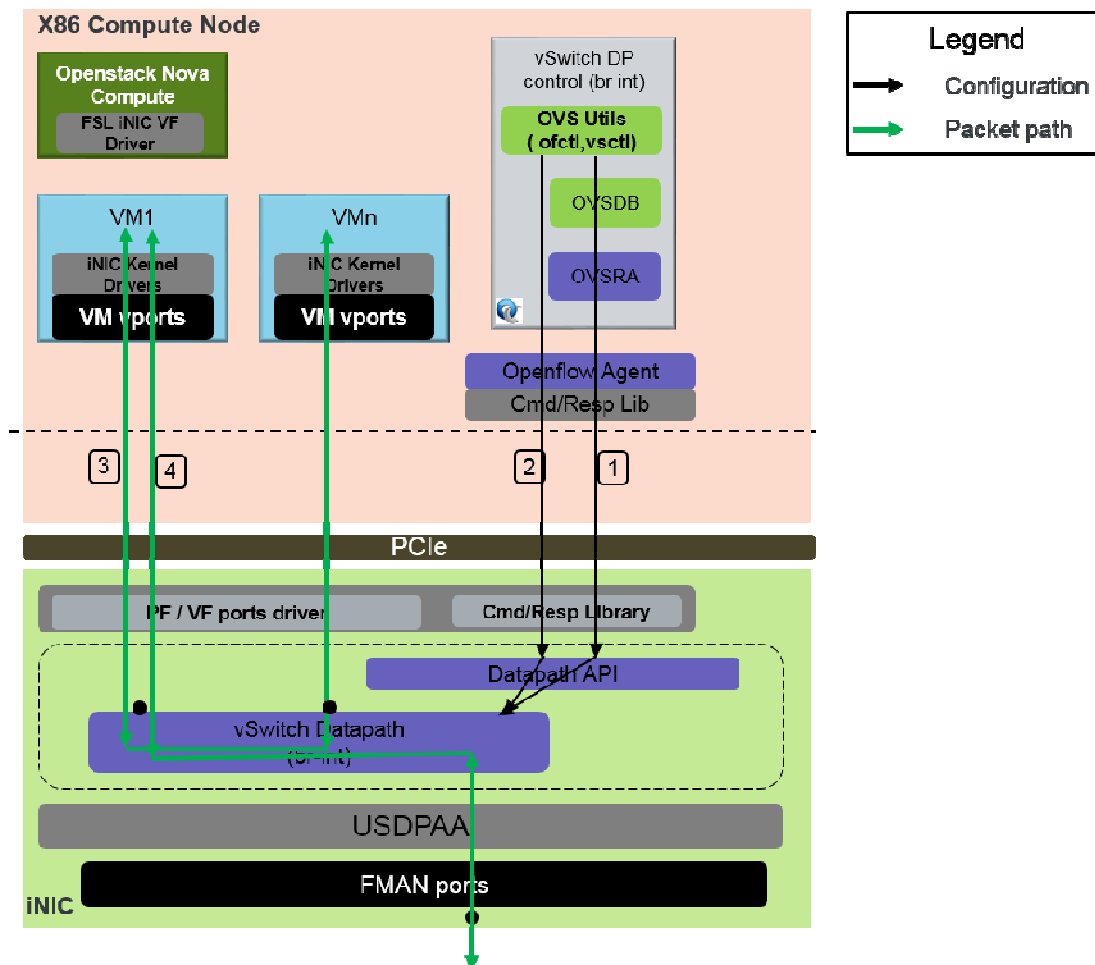 X86 Compute Node
Openstack Nova
Compute
FSL iNIC VF
Driver
vSwitch DP
control (br int)
OVS Utils
( ofctl,vsctl)
OVSDB
OVSRA
Legend
Configuration
Packet path
VM1
iNIC Kernel
Drivers
VM vports
VMn
iNIC Kernel
Drivers
VM vports
Openflow Agent
Cmd/Resp Lib
3
4
2
1
PCIe
PF / VF ports driver
Cmd/Resp Library
Datapath API
vSwitch Datapath
(br-int)
USDPAA
FMAN ports
iNIC